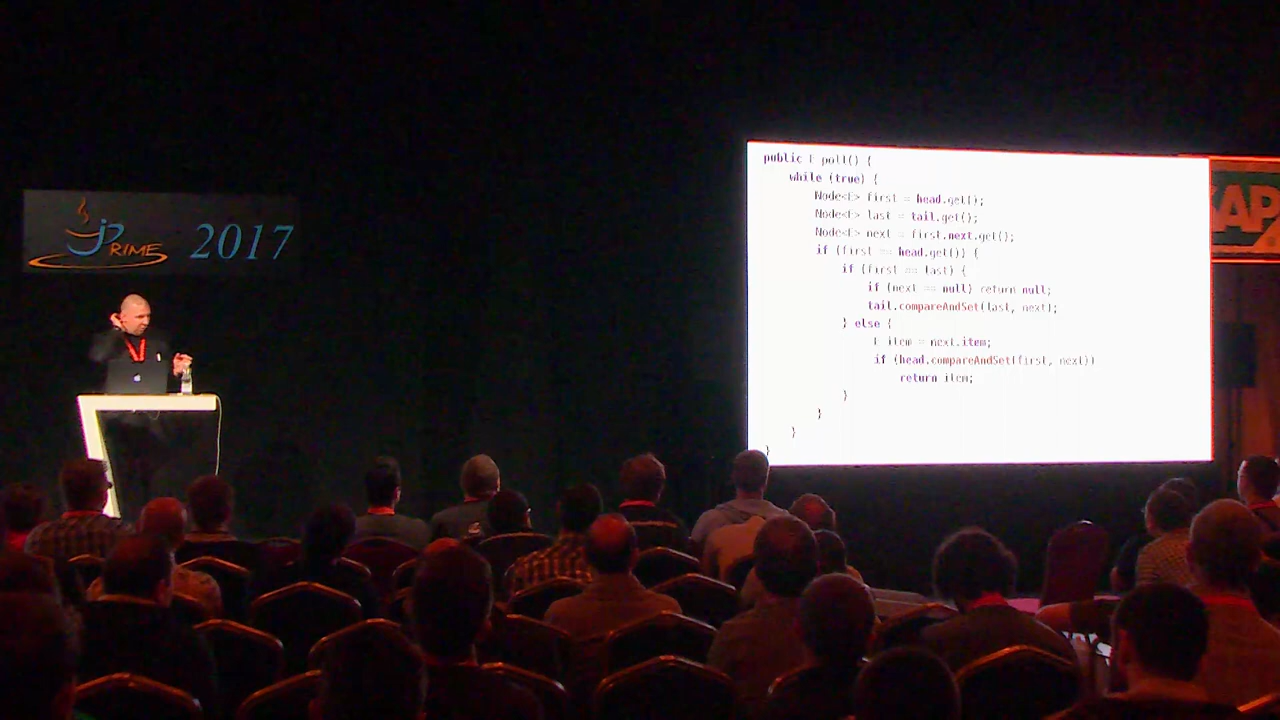 JPRIME 2017
public E poll() {
while (true) {
Node<E> first = head.get();
Node<E> last = tail.get();
Node<E> next = first.next.get();
if (first == head.get()) {
if (first == last) {
if (next == null) return null;
tail.compareAndSet(last, next);
} else {
E item = next.item;
if (head.compareAndSet(first, next))
return item;
}
}
}
}
SAP